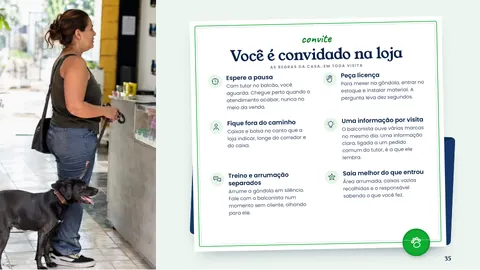 convite
Você é convidado na loja
AS REGRAS DA CASA, EM TODA VISITA
Espere a pausa
Com tutor no balcão, você
aguarda. Chegue perto quando o
atendimento acabar, nunca no
meio da venda.
Peça licença
Para mexer na gôndola, entrar no
estoque e instalar material. A
pergunta leva dez segundos.
Fique fora do caminho
Caixas e bolsa no canto que a
loja indicar, longe do corredor e
do caixa.
Uma informação por visita
O balconista ouve várias marcas
no mesmo dia. Uma informação
clara, ligada a um pedido
comum do tutor, é a que ele
lembra.
Treino e arrumação
separados
Arrume a gôndola em silêncio.
Fale com o balconista num
momento sem cliente, olhando
para ele.
Saia melhor do que entrou
Área arrumada, caixas vazias
recolhidas e o responsável
sabendo o que você fez.
35